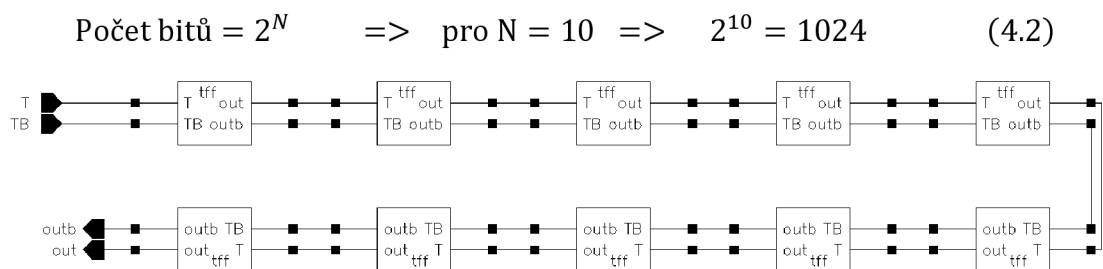 Počet bitů = 2^N => pro N = 10 => 2^10 = 1024 (4.2)
T T tff out T tff out T tff out T tff out T tff out
TB TB outb TB outb TB outb TB outb TB outb
outb outb TB outb TB outb TB outb TB outb TB
out out tff T out tff T out tff T out tff T out tff T